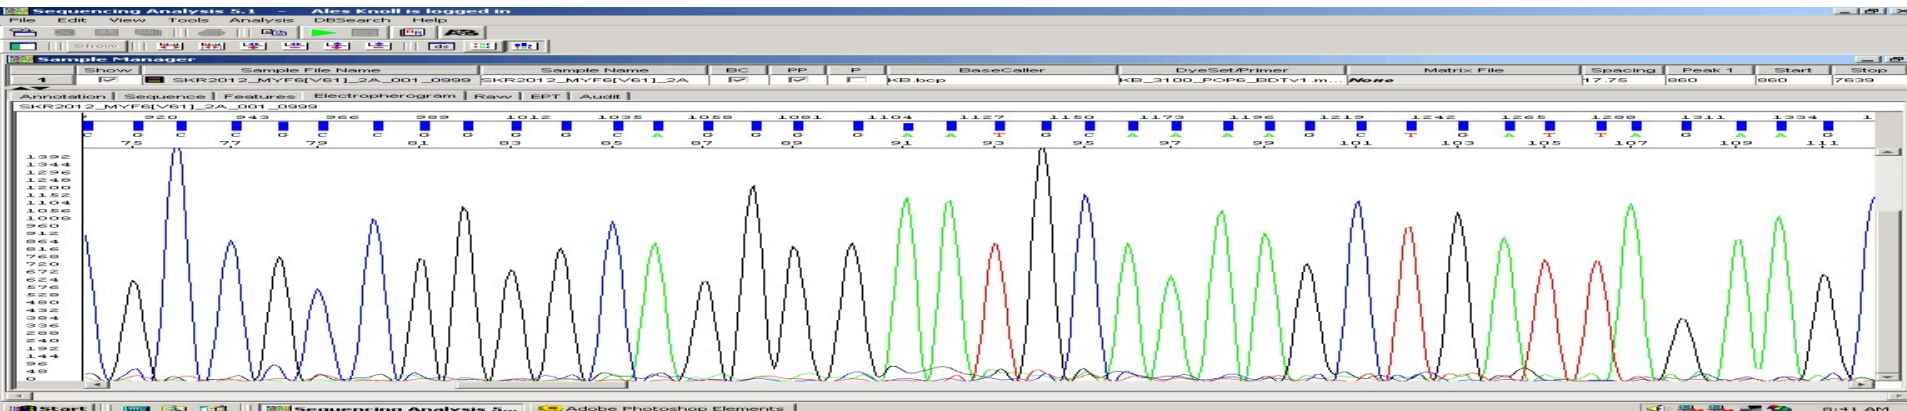 Sequencing Analysis 5.1 - Ales Knoll is logged in
File Edit View Tools Analysis DBSearch Help
Show
Sample Manager
Show Sample File Name Sample Name BC PP P BaseCaller DyeSet/Primer Matrix File Spacing Peak 1 Start Stop
1 SKR2012_MYF6[V61]_2A_001_0999 SKR2012_MYF6[V61]_2A KB.bcp KB_3100_POP6_BDTv1.m... None 17.75 860 860 7639
Annotation Sequence Features Electropherogram Raw EPT Audit
SKR2012_MYF6[V61]_2A_001_0999
920 943 966 989 1012 1035 1058 1081 1104 1127 1150 1173 1196 1219 1242 1265 1288 1311 1334 1
C G C C G C C G G G G C A G G G G A A T G C A A A A G C T G A T T A G A A G
75 77 79 81 83 85 87 89 91 93 95 97 99 101 103 105 107 109 111
1392
1344
1296
1248
1200
1152
1104
1056
1008
960
912
864
816
768
720
672
624
576
528
480
432
384
336
288
240
192
144
96
48
0
Start Sequencing Analysis 5... Adobe Photoshop Elements 8:41 AM